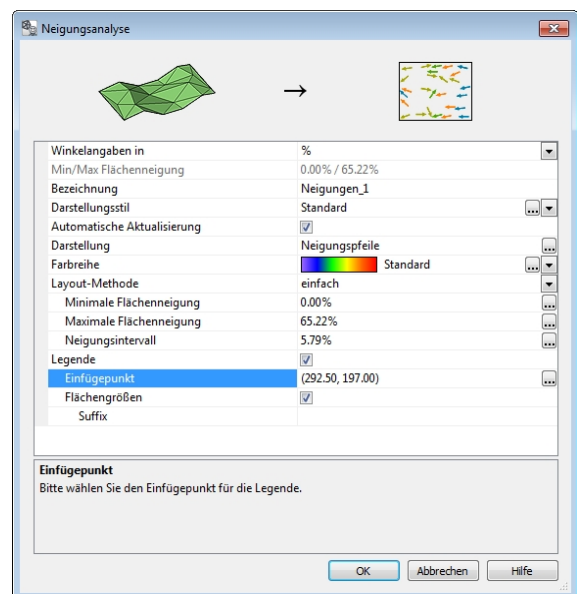 Neigungsanalyse
Winkelangaben in %
Min/Max Flächenneigung 0.00% / 65.22%
Bezeichnung Neigungen_1
Darstellungsstil Standard
Automatische Aktualisierung
Darstellung Neigungspfeile
Farbreihe Standard
Layout-Methode einfach
Minimale Flächenneigung 0.00%
Maximale Flächenneigung 65.22%
Neigungsintervall 5.79%
Legende
Einfügepunkt (292.50, 197.00)
Flächengrößen
Suffix
Einfügepunkt
Bitte wählen Sie den Einfügepunkt für die Legende.
OK Abbrechen Hilfe